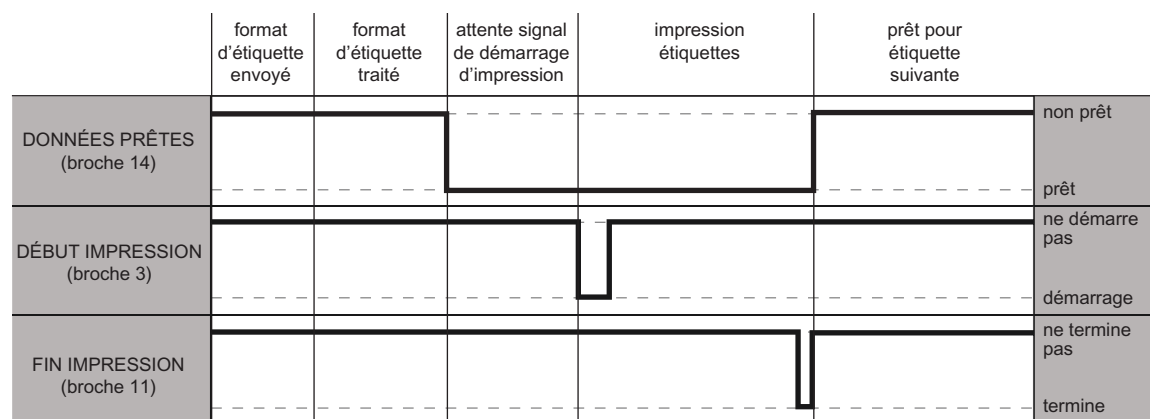 format
d’étiquette
envoyé
format
d’étiquette
traité
attente signal
de démarrage
d’impression
impression
étiquettes
prêt pour
étiquette
suivante
DONNÉES PRÊTES
(broche 14)
non prêt
prêt
DÉBUT IMPRESSION
(broche 3)
ne démarre
pas
démarrage
FIN IMPRESSION
(broche 11)
ne termine
pas
termine